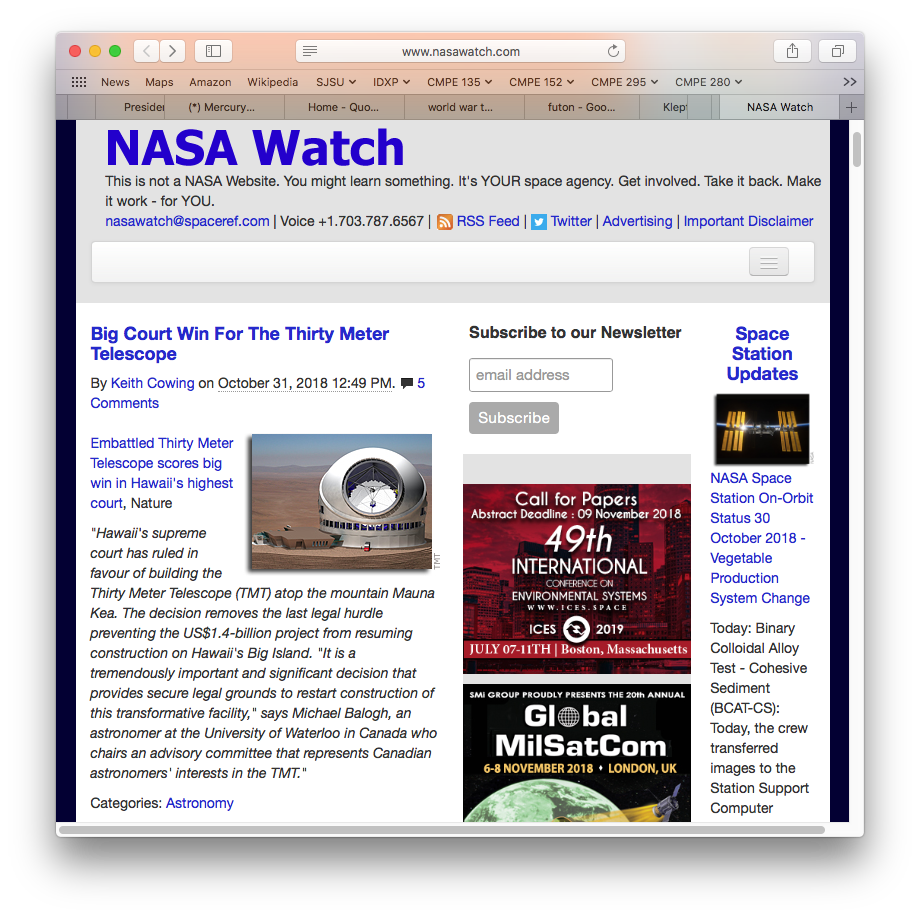 www.nasawatch.com
News Maps Amazon Wikipedia SJSU IDXP CMPE 135 CMPE 152 CMPE 295 CMPE 280 >>
Presider (*) Mercury... Home - Quo... world war t... futon - Goo... Klept NASA Watch +
NASA Watch
This is not a NASA Website. You might learn something. It's YOUR space agency. Get involved. Take it back. Make
it work - for YOU.
nasawatch@spaceref.com | Voice +1.703.787.6567 | RSS Feed | Twitter | Advertising | Important Disclaimer
Big Court Win For The Thirty Meter
Telescope
By Keith Cowing on October 31, 2018 12:49 PM. 5
Comments
Embattled Thirty Meter
Telescope scores big
win in Hawaii's highest
court, Nature
TMT
"Hawaii's supreme
court has ruled in
favour of building the
Thirty Meter Telescope (TMT) atop the mountain Mauna
Kea. The decision removes the last legal hurdle
preventing the US$1.4-billion project from resuming
construction on Hawaii's Big Island. "It is a
tremendously important and significant decision that
provides secure legal grounds to restart construction of
this transformative facility," says Michael Balogh, an
astronomer at the University of Waterloo in Canada who
chairs an advisory committee that represents Canadian
astronomers' interests in the TMT."
Categories: Astronomy
Subscribe to our Newsletter
email address
Subscribe
Call for Papers
Abstract Deadline : 09 November 2018
49th
INTERNATIONAL
CONFERENCE ON
ENVIRONMENTAL SYSTEMS
WWW.ICES.SPACE
ICES 2019
JULY 07-11TH | Boston, Massachusetts
SMi GROUP PROUDLY PRESENTS THE 20th ANNUAL
Global
MilSatCom
6-8 NOVEMBER 2018 • LONDON, UK
Space
Station
Updates
NASA Space
Station On-Orbit
Status 30
October 2018 -
Vegetable
Production
System Change
Today: Binary
Colloidal Alloy
Test - Cohesive
Sediment
(BCAT-CS):
Today, the crew
transferred
images to the
Station Support
Computer